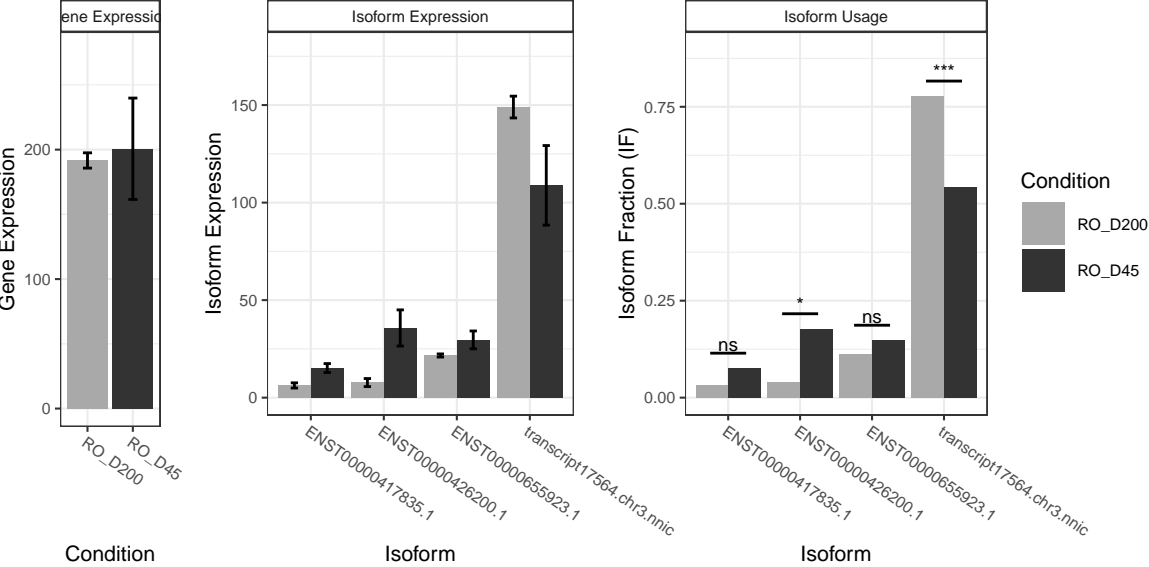 ene Expressio
Gene Expression
200
100
0
RO_D200
RO_D45
Condition
Isoform Expression
Isoform Expression
150
100
50
0
ENST00000417835.1
ENST00000426200.1
ENST00000655923.1
transcript17564.chr3.nnic
Isoform
Isoform Usage
Isoform Fraction (IF)
0.75
0.50
0.25
0.00
ns
*
ns
***
ENST00000417835.1
ENST00000426200.1
ENST00000655923.1
transcript17564.chr3.nnic
Isoform
Condition
RO_D200
RO_D45